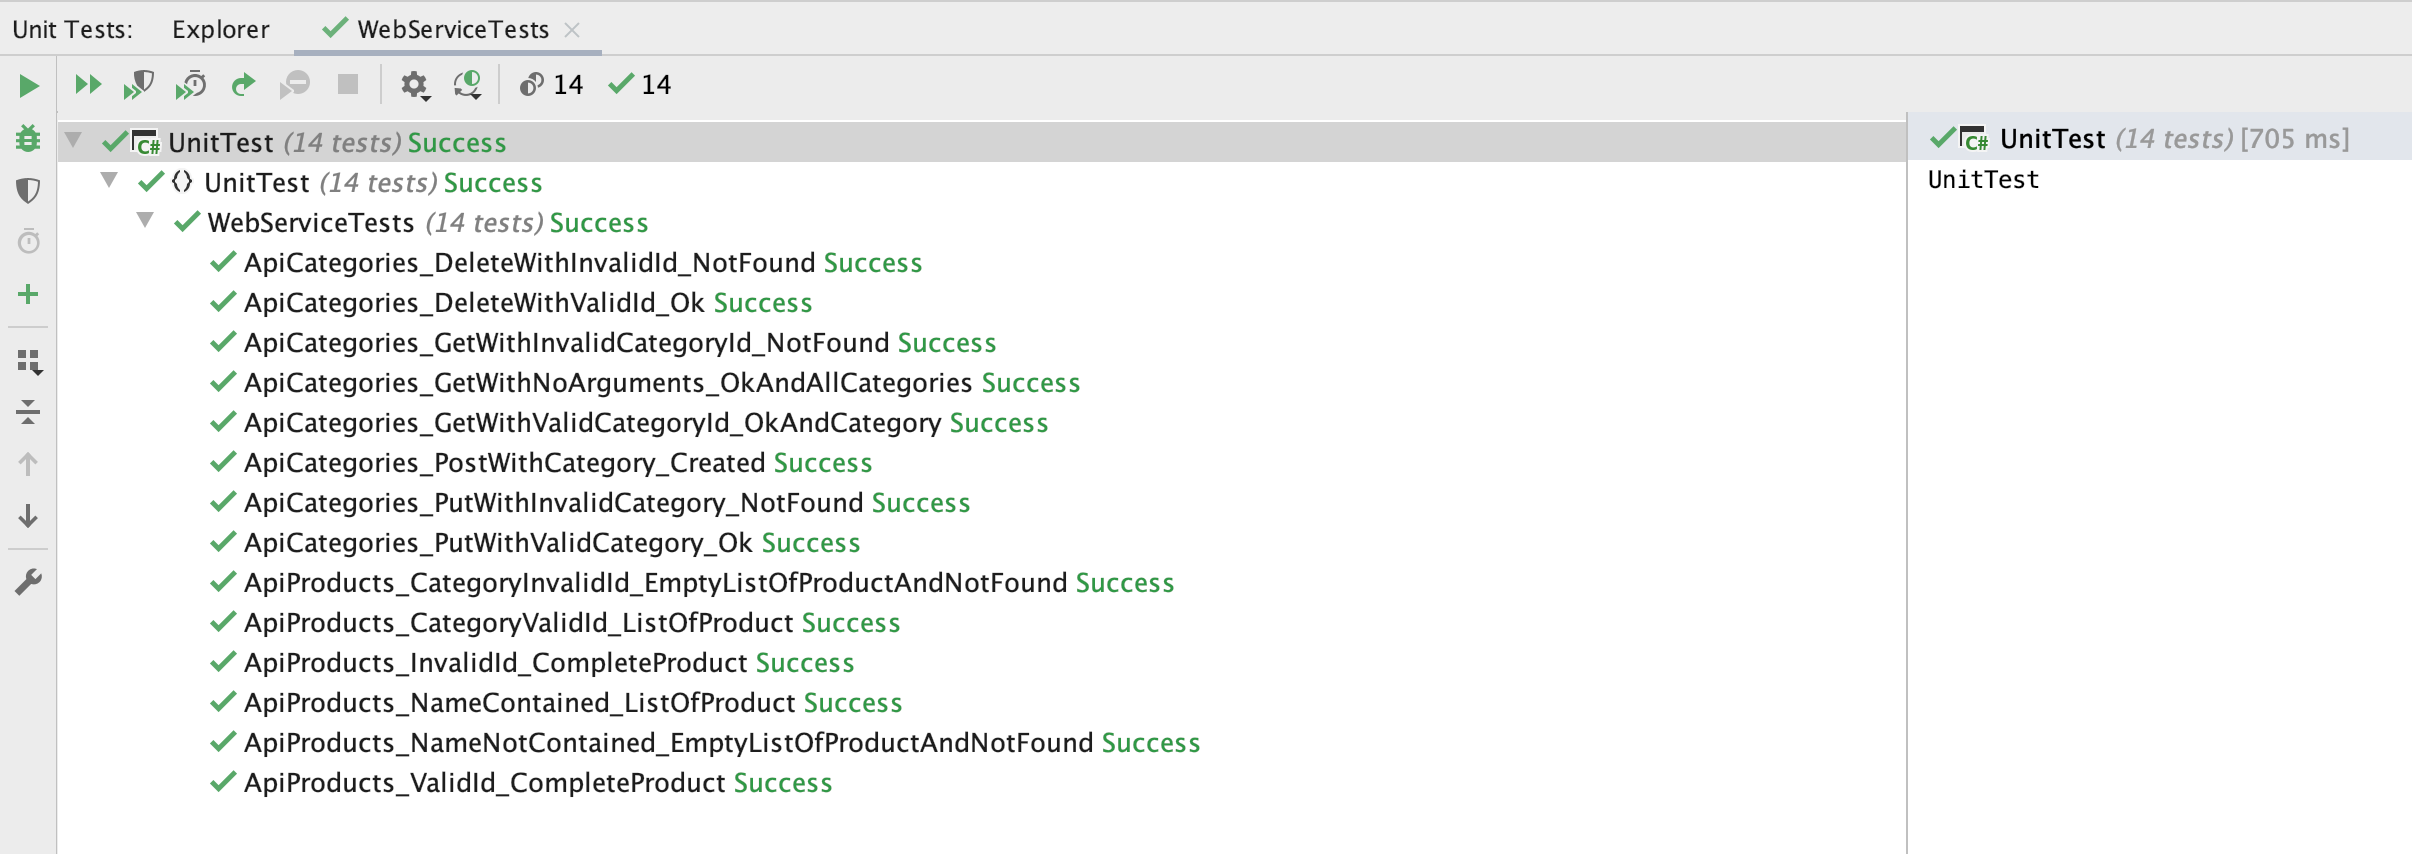 Unit Tests: Explorer WebServiceTests
14 14
C# UnitTest (14 tests) Success
UnitTest (14 tests) Success
WebServiceTests (14 tests) Success
ApiCategories_DeleteWithInvalidId_NotFound Success
ApiCategories_DeleteWithValidId_Ok Success
ApiCategories_GetWithInvalidCategoryId_NotFound Success
ApiCategories_GetWithNoArguments_OkAndAllCategories Success
ApiCategories_GetWithValidCategoryId_OkAndCategory Success
ApiCategories_PostWithCategory_Created Success
ApiCategories_PutWithInvalidCategory_NotFound Success
ApiCategories_PutWithValidCategory_Ok Success
ApiProducts_CategoryInvalidId_EmptyListOfProductAndNotFound Success
ApiProducts_CategoryValidId_ListOfProduct Success
ApiProducts_InvalidId_CompleteProduct Success
ApiProducts_NameContained_ListOfProduct Success
ApiProducts_NameNotContained_EmptyListOfProductAndNotFound Success
ApiProducts_ValidId_CompleteProduct Success
C# UnitTest (14 tests) [705 ms]
UnitTest